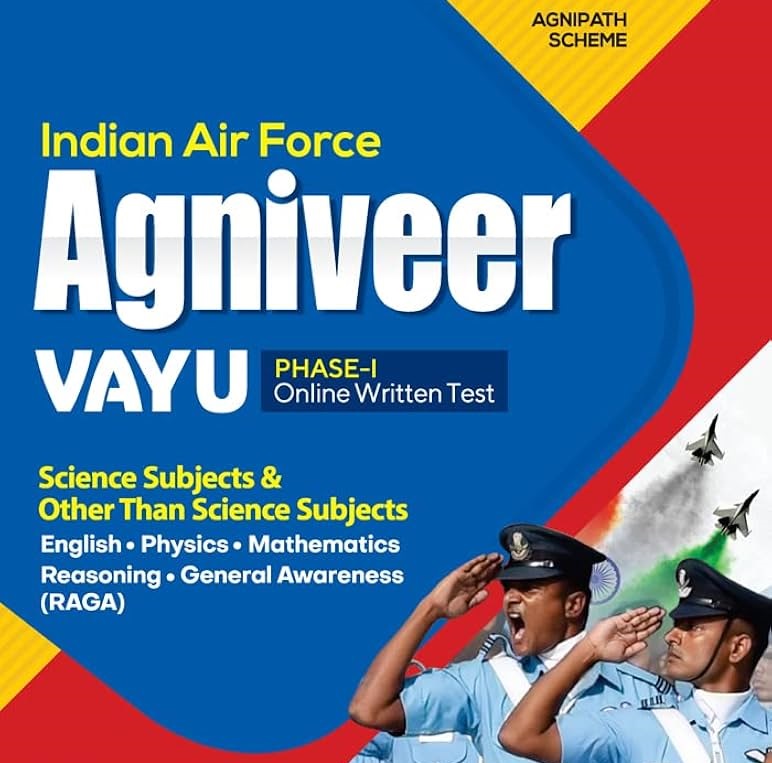 AGNIPATH
SCHEME
Indian Air Force
Agniveer
VAYU
PHASE-I
Online Written Test
Science Subjects &
Other Than Science Subjects
English • Physics • Mathematics
Reasoning • General Awareness
(RAGA)